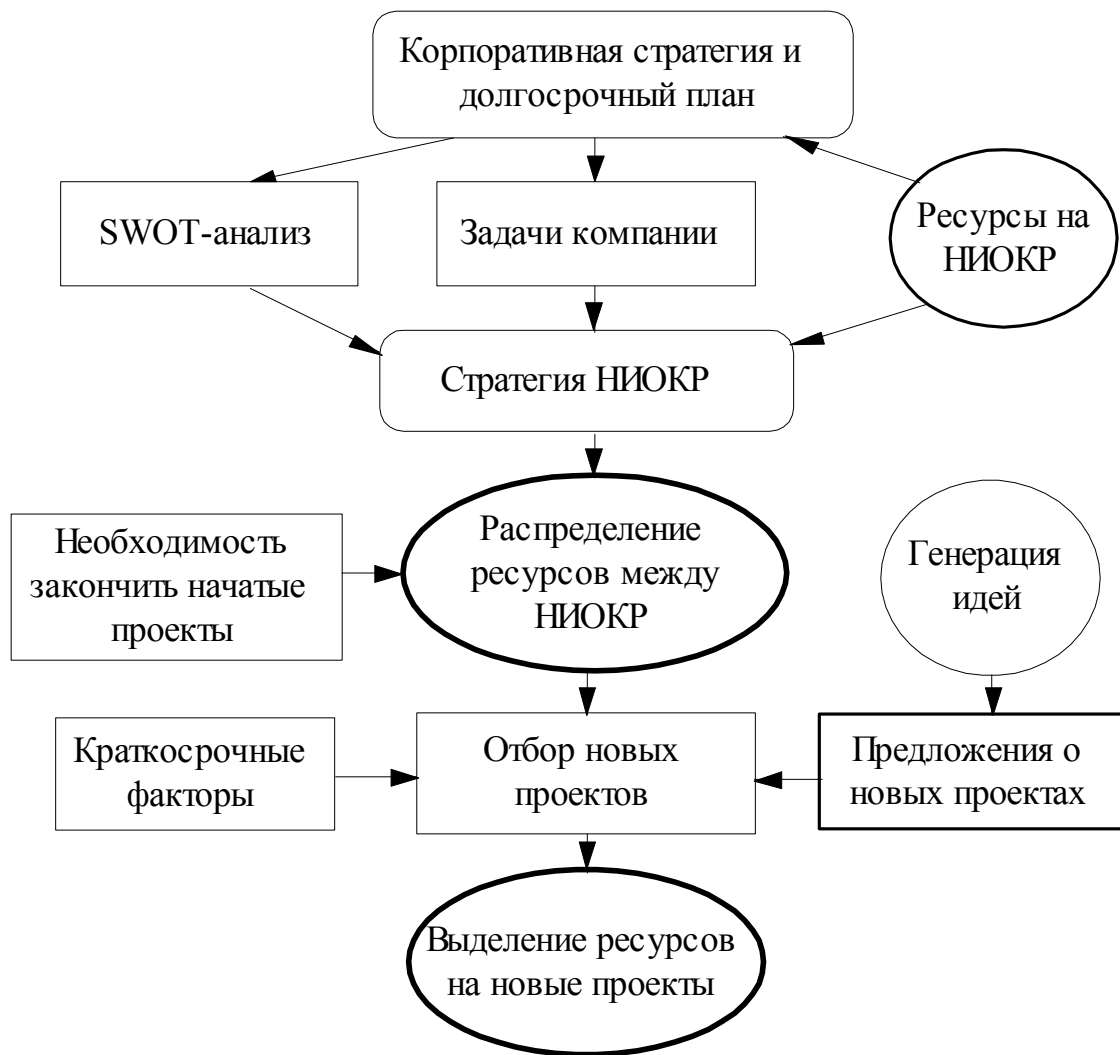 Корпоративная стратегия и
долгосрочный план
SWOT-анализ
Задачи компании
Ресурсы на
НИОКР
Стратегия НИОКР
Необходимость
закончить начатые
проекты
Распределение
ресурсов между
НИОКР
Генерация
идей
Краткосрочные
факторы
Отбор новых
проектов
Предложения о
новых проектах
Выделение ресурсов
на новые проекты